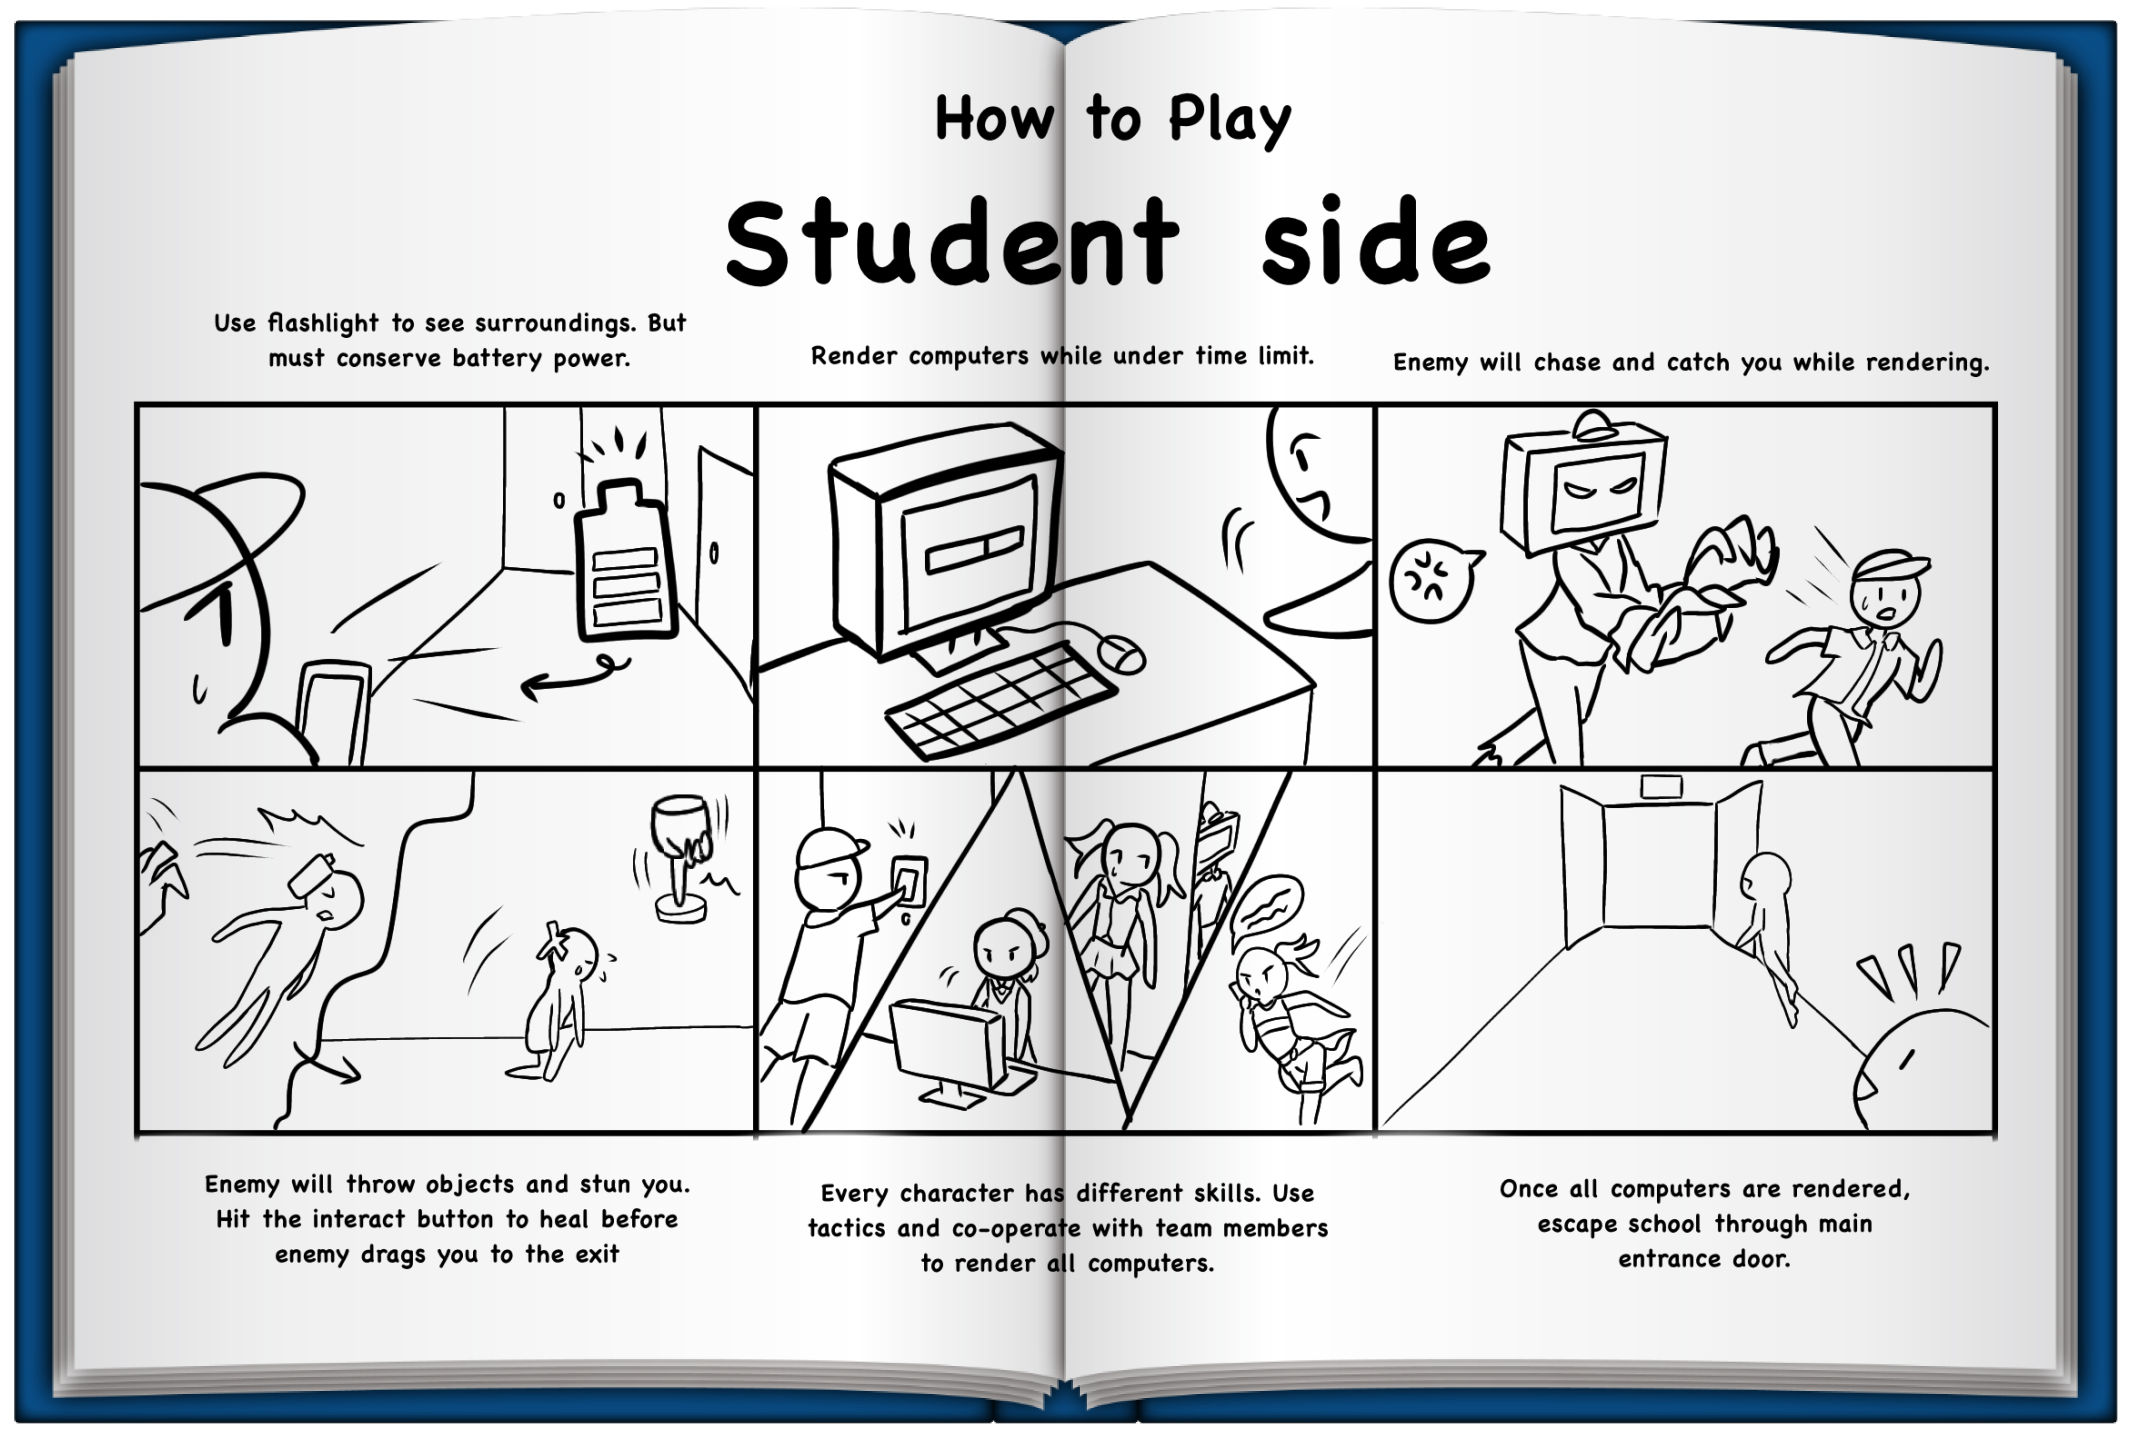 How to Play
Student side
Use flashlight to see surroundings. But
must conserve battery power.
Render computers while under time limit.
Enemy will chase and catch you while rendering.
Enemy will throw objects and stun you.
Hit the interact button to heal before
enemy drags you to the exit
Every character has different skills. Use
tactics and co-operate with team members
to render all computers.
Once all computers are rendered,
escape school through main
entrance door.